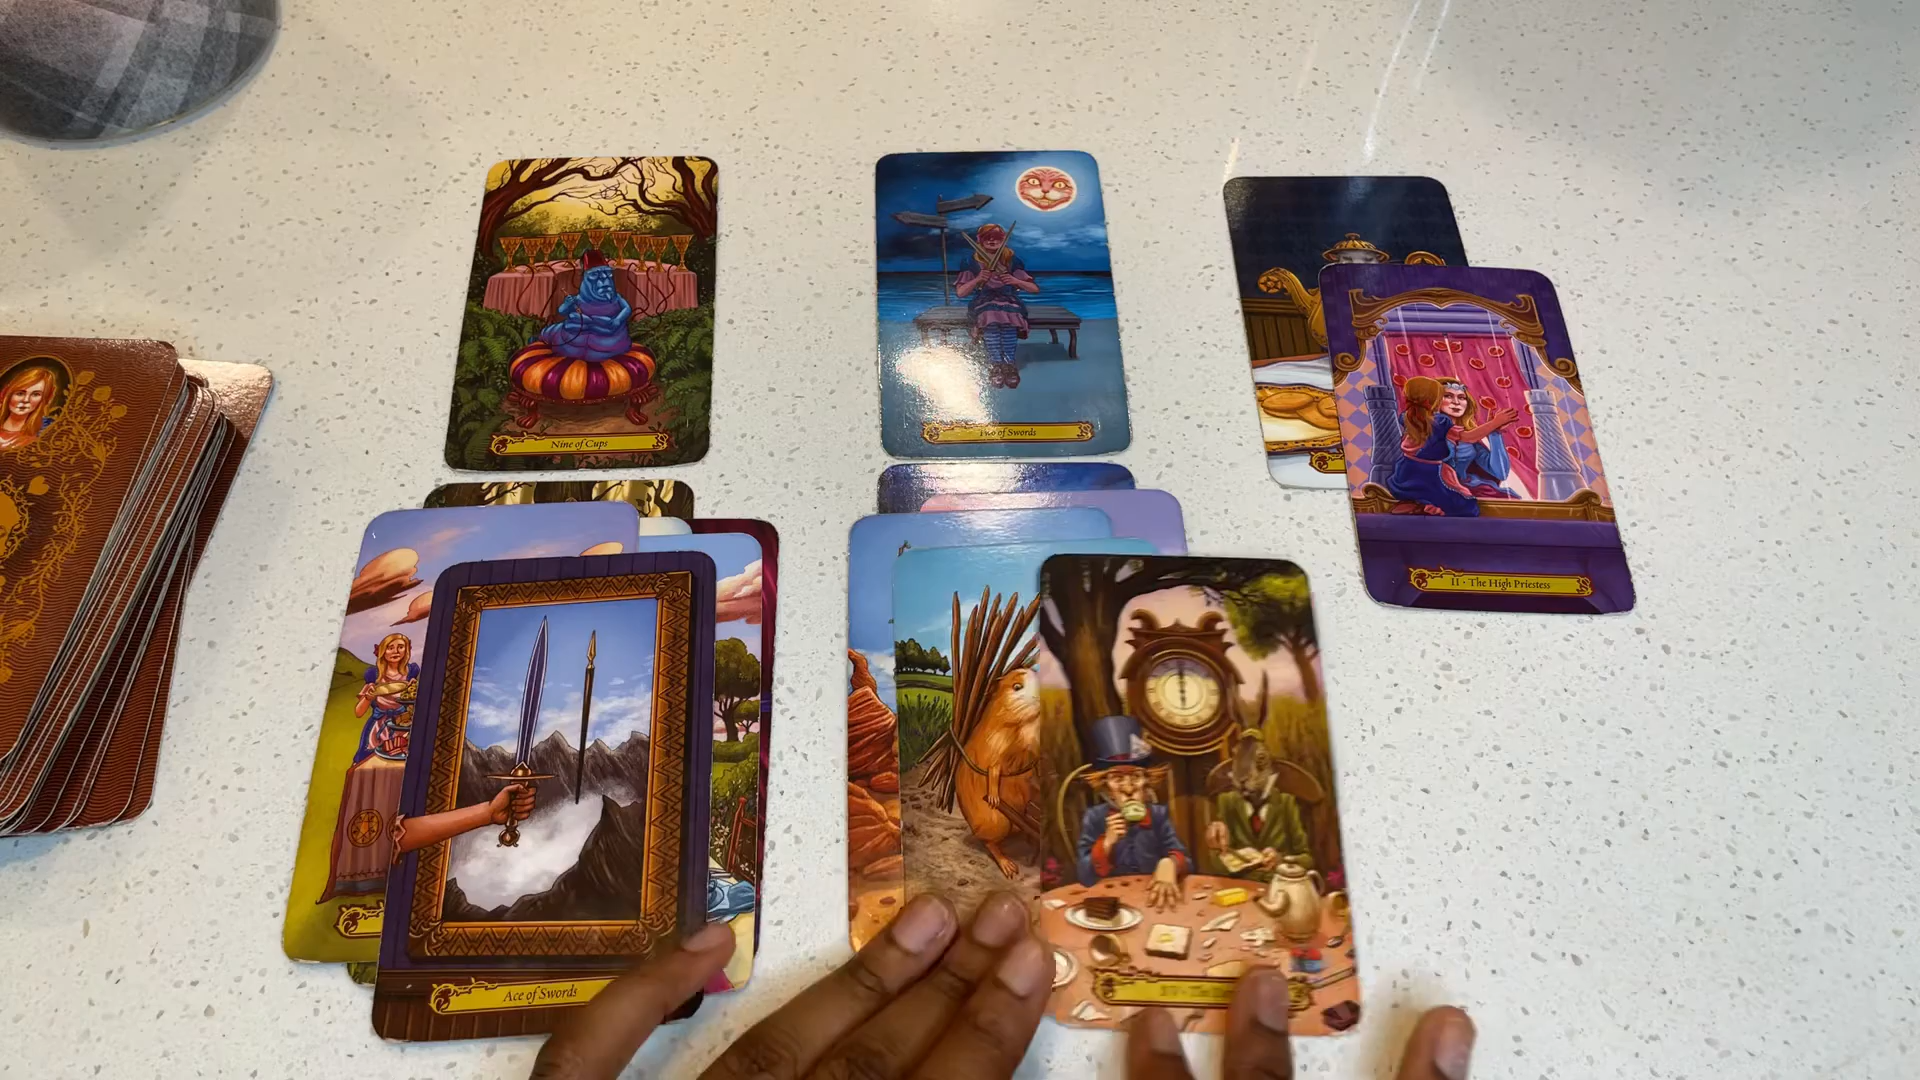 Nine of Cups
Two of Swords
II • The High Priestess
Ace of Swords